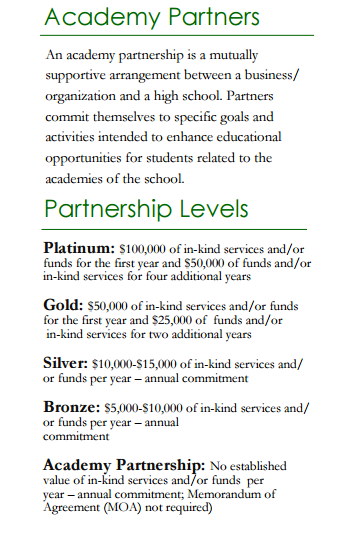 Academy Partners
An academy partnership is a mutually
supportive arrangement between a business/
organization and a high school. Partners
commit themselves to specific goals and
activities intended to enhance educational
opportunities for students related to the
academies of the school.
Partnership Levels
Platinum: $100,000 of in-kind services and/or
funds for the first year and $50,000 of funds and/or
in-kind services for four additional years
Gold: $50,000 of in-kind services and/or funds
for the first year and $25,000 of funds and/or
in-kind services for two additional years
Silver: $10,000-$15,000 of in-kind services and/
or funds per year – annual commitment
Bronze: $5,000-$10,000 of in-kind services and/
or funds per year – annual
commitment
Academy Partnership: No established
value of in-kind services and/or funds per
year – annual commitment; Memorandum of
Agreement (MOA) not required)